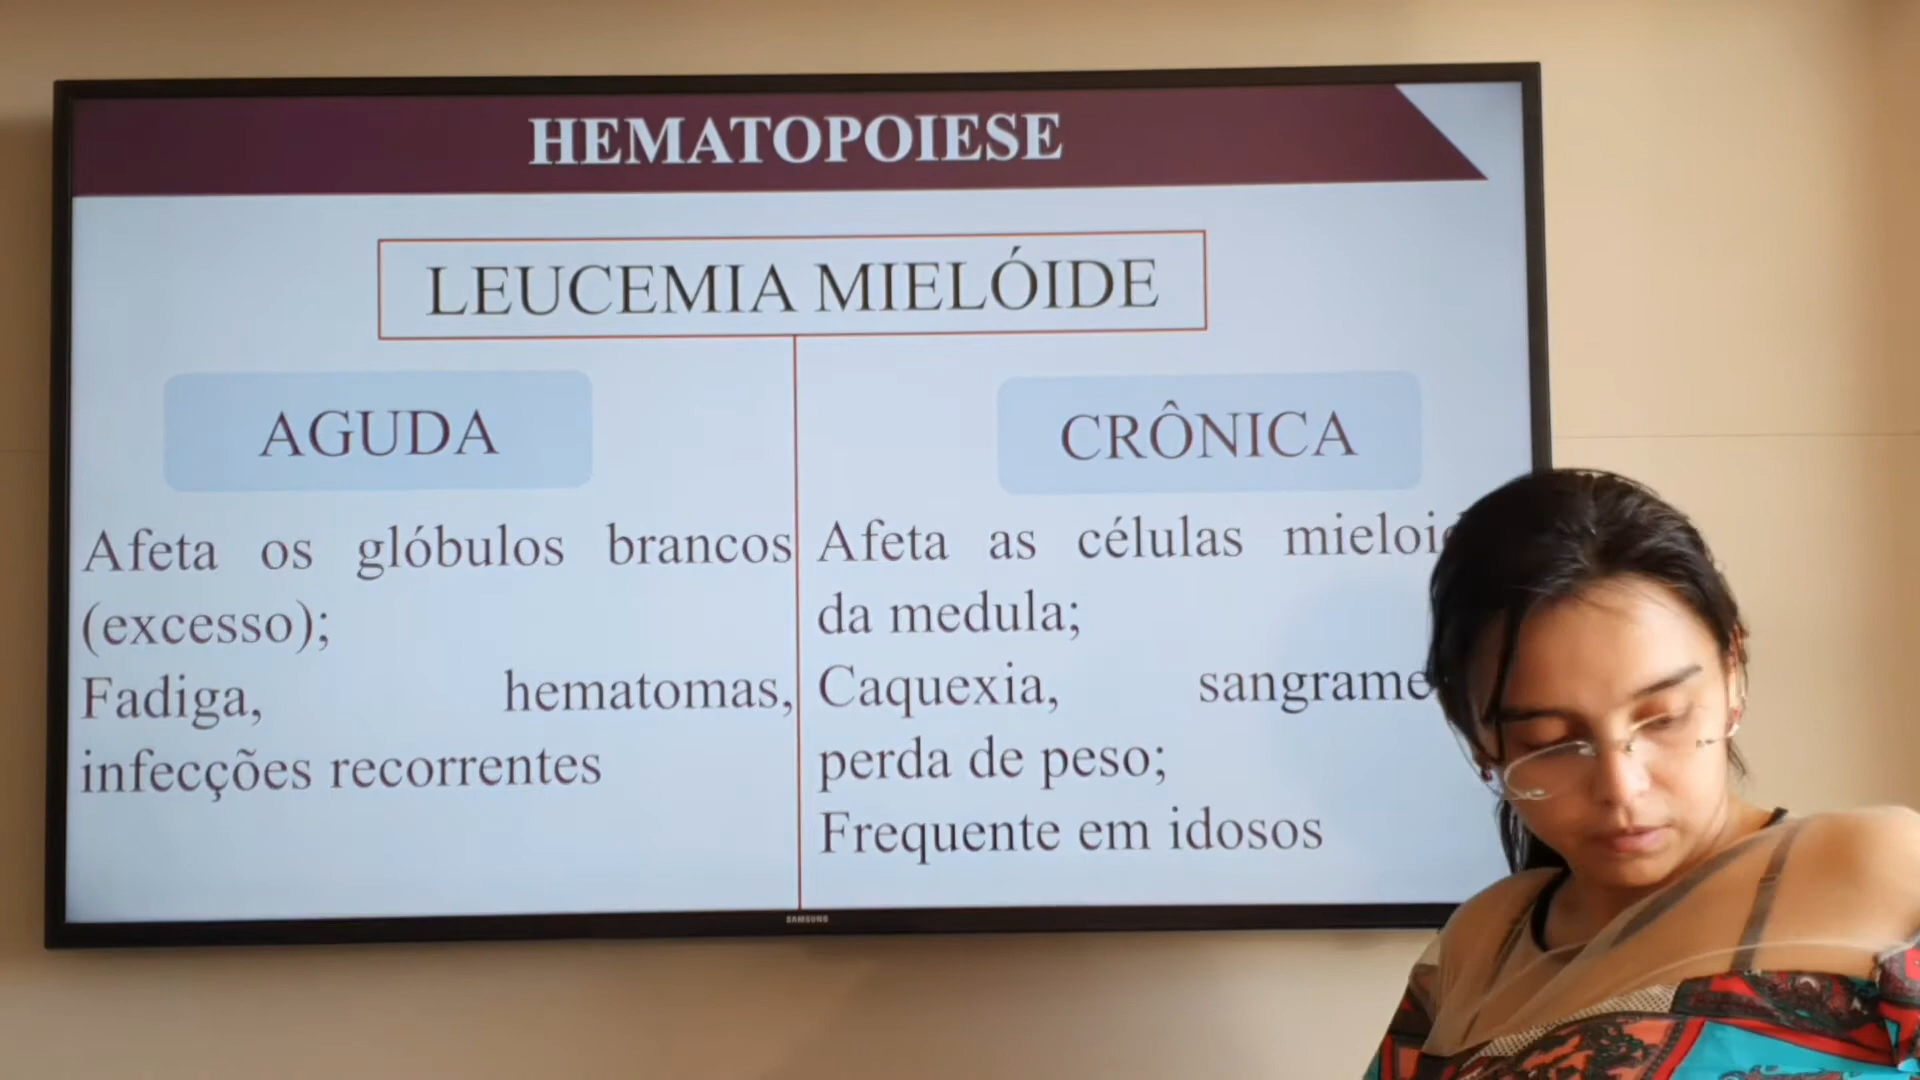 HEMATOPOIESE
LEUCEMIA MIELÓIDE
AGUDA
Afeta os glóbulos brancos
(excesso);
Fadiga, hematomas,
infecções recorrentes
CRÔNICA
Afeta as células
da medula;
Caquexia,
perda de peso;
Frequente em idosos
SAMSUNG